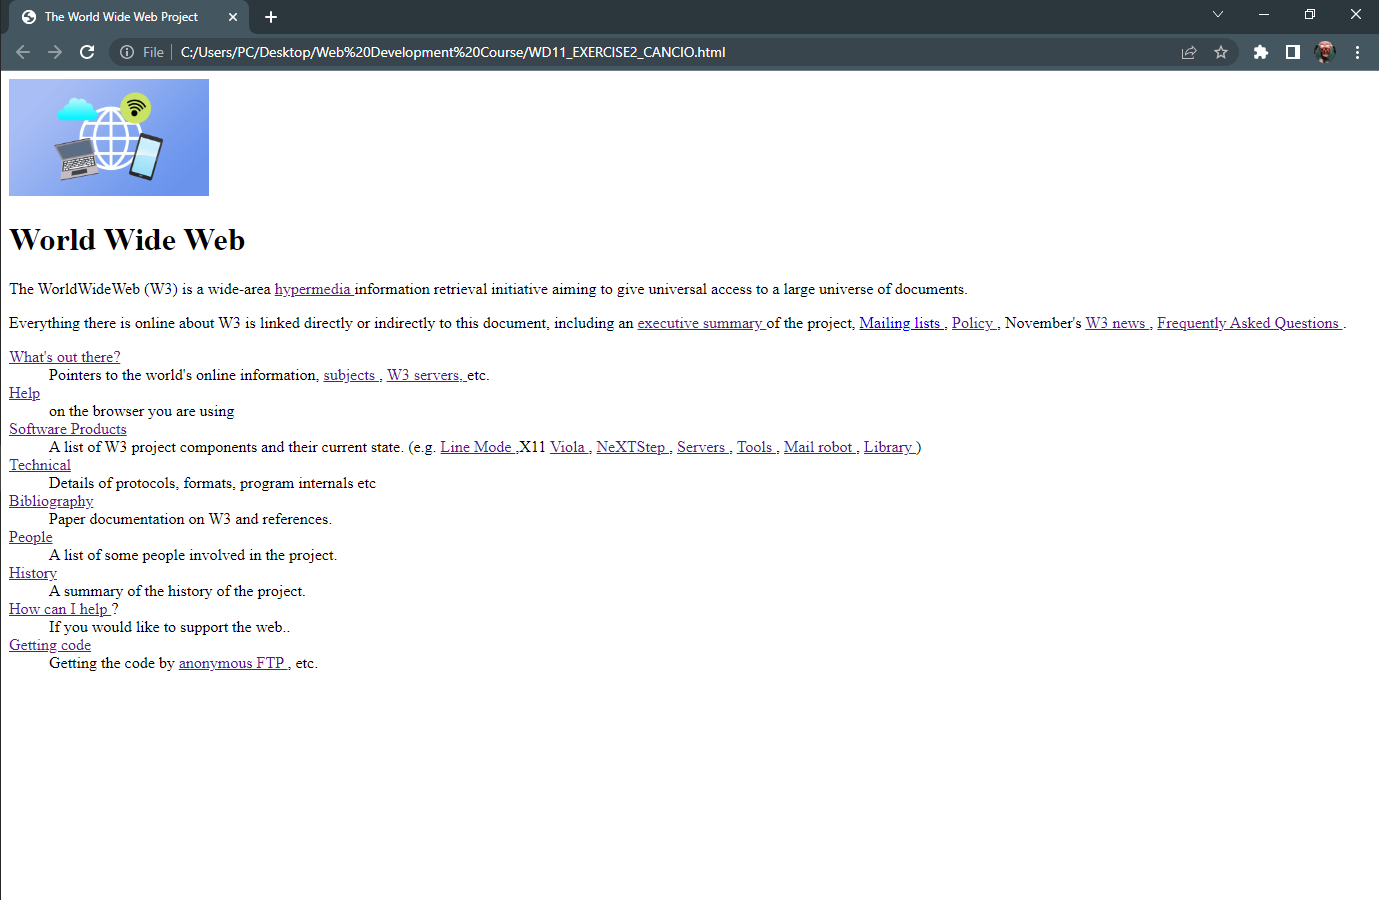 The World Wide Web Project
File
C:/Users/PC/Desktop/Web%20Development%20Course/WD11_EXERCISE2_CANCIO.html
World Wide Web
The WorldWideWeb (W3) is a wide-area hypermedia information retrieval initiative aiming to give universal access to a large universe of documents.
Everything there is online about W3 is linked directly or indirectly to this document, including an executive summary of the project, Mailing lists , Policy , November's W3 news , Frequently Asked Questions .
What's out there?
Pointers to the world's online information, subjects , W3 servers, etc.
Help
on the browser you are using
Software Products
A list of W3 project components and their current state. (e.g. Line Mode ,X11 Viola , NeXTStep , Servers , Tools , Mail robot , Library )
Technical
Details of protocols, formats, program internals etc
Bibliography
Paper documentation on W3 and references.
People
A list of some people involved in the project.
History
A summary of the history of the project.
How can I help ?
If you would like to support the web..
Getting code
Getting the code by anonymous FTP , etc.